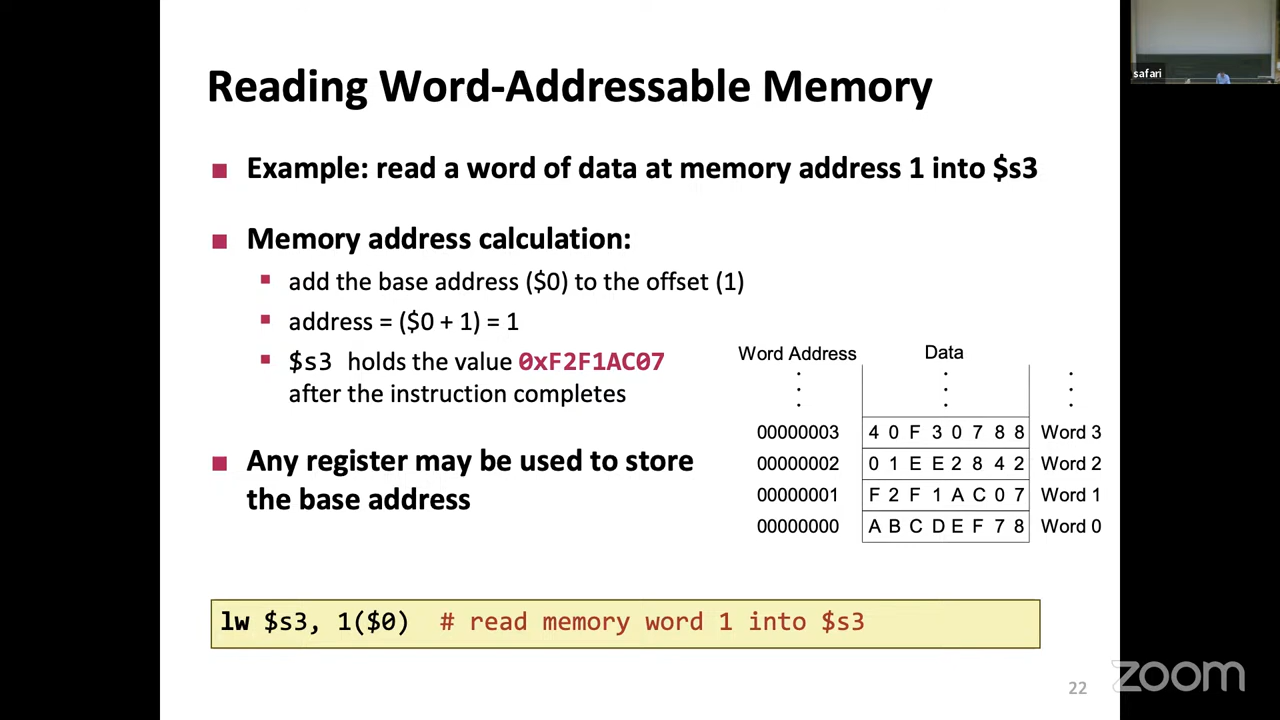 Reading Word-Addressable Memory
safari
Example: read a word of data at memory address 1 into $s3
Memory address calculation:
add the base address ($0) to the offset (1)
address = ($0 + 1) = 1
$s3 holds the value 0xF2F1AC07
after the instruction completes
Any register may be used to store
the base address
Word Address Data
00000003 4 0 F 3 0 7 8 8 Word 3
00000002 0 1 E E 2 8 4 2 Word 2
00000001 F 2 F 1 A C 0 7 Word 1
00000000 A B C D E F 7 8 Word 0
lw $s3, 1($0) # read memory word 1 into $s3
22
zoom